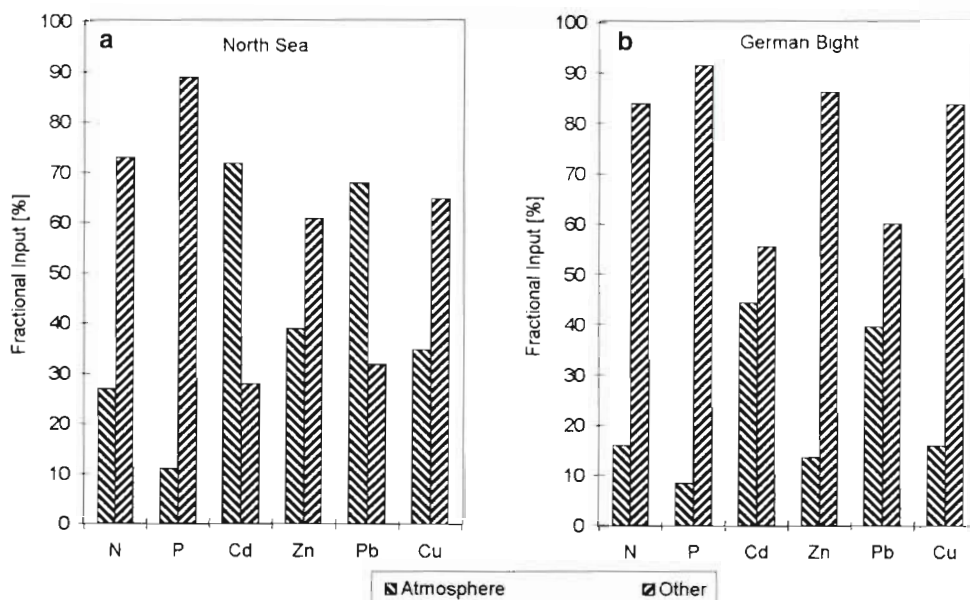 a
North Sea
Fractional Input [%]
100
90
80
70
60
50
40
30
20
10
0
N P Cd Zn Pb Cu
b
German Bight
Fractional Input [%]
100
90
80
70
60
50
40
30
20
10
0
N P Cd Zn Pb Cu
Atmosphere Other